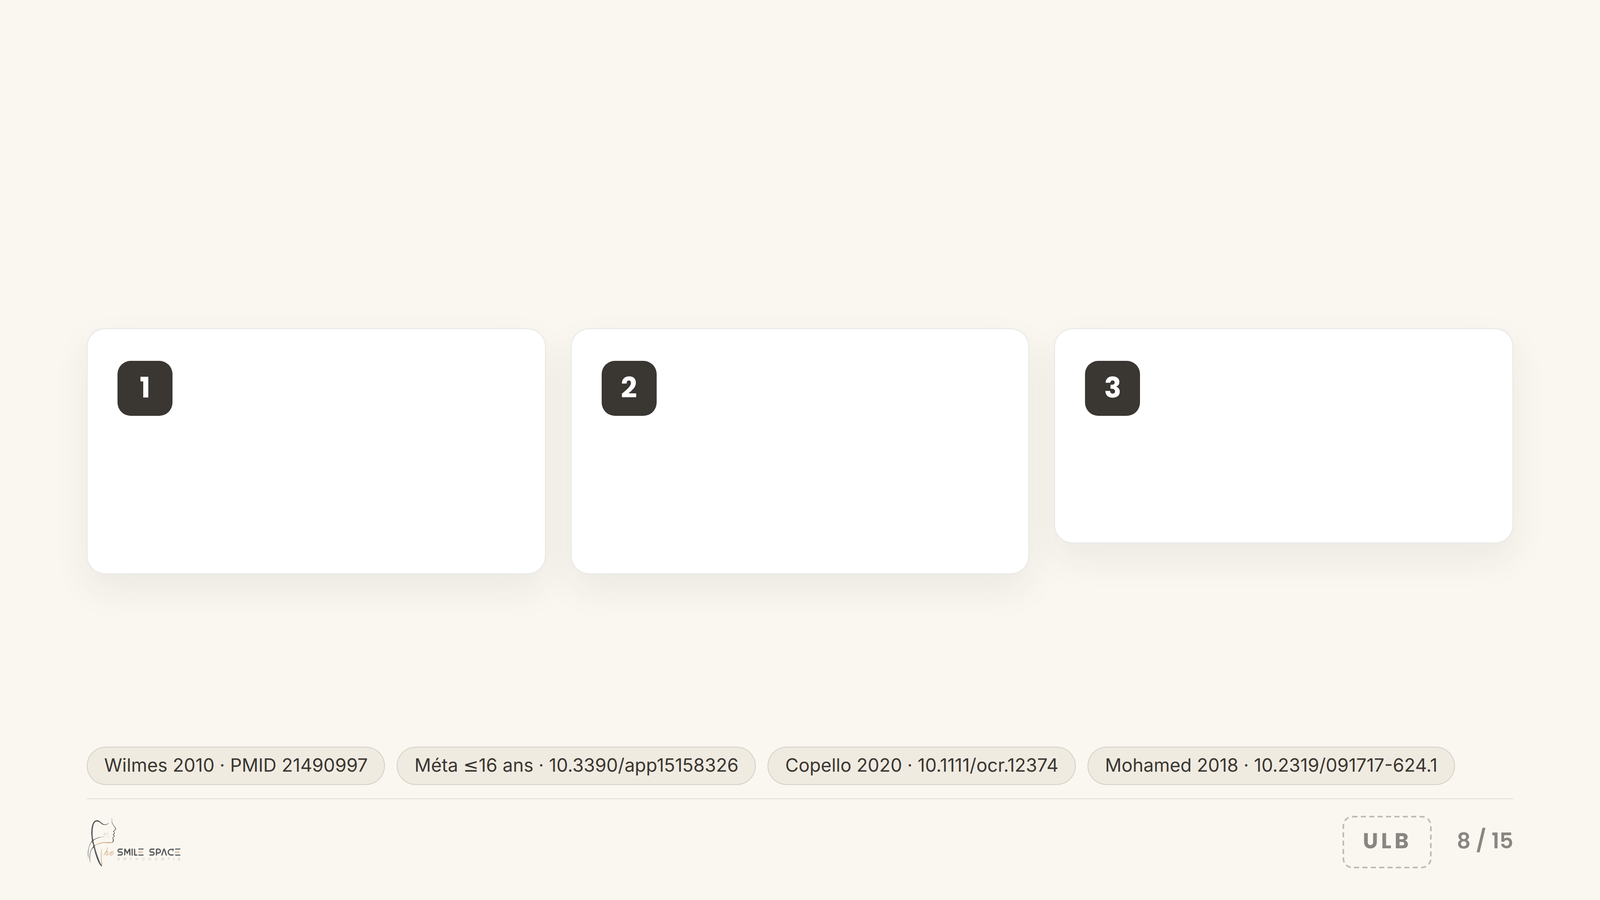 1
2
3
Wilmes 2010 · PMID 21490997
Méta ≤16 ans · 10.3390/app15158326
Copello 2020 · 10.1111/ocr.12374
Mohamed 2018 · 10.2319/091717-624.1
The SMILE SPACE
ULB
8 / 15